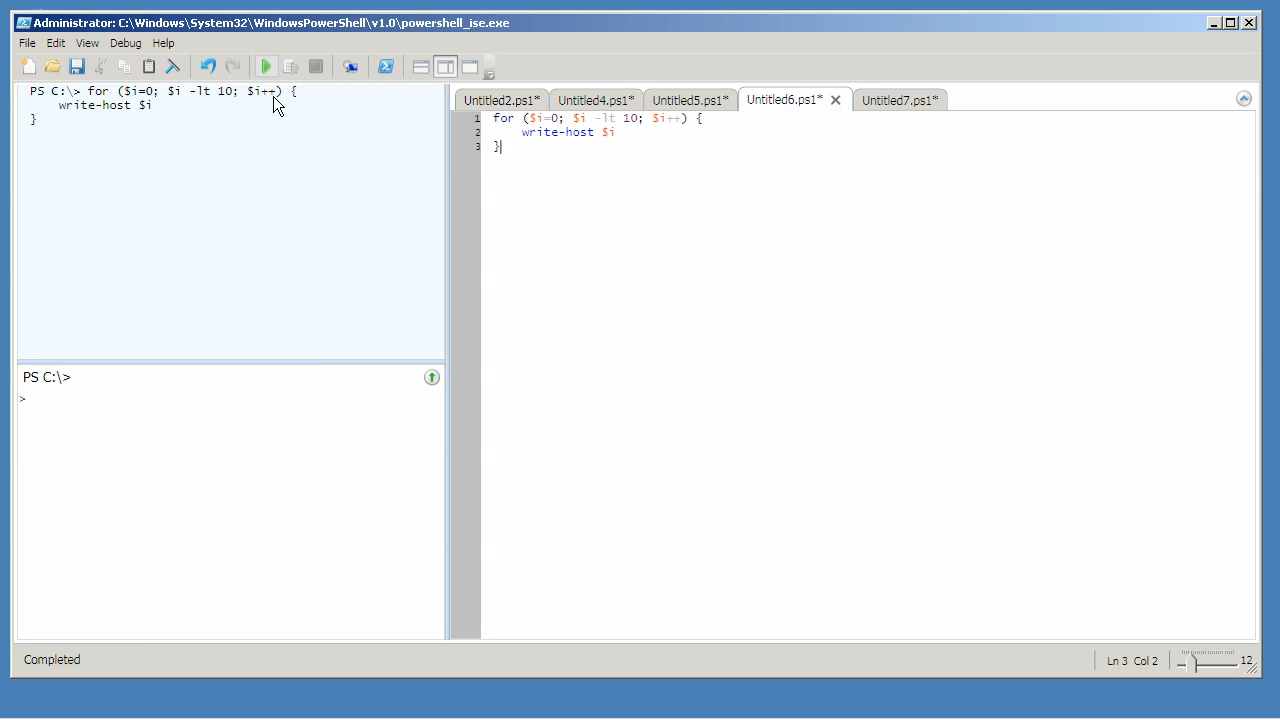 Administrator: C:\Windows\System32\WindowsPowerShell\v1.0\powershell_ise.exe
File Edit View Debug Help
PS C:\> for ($i=0; $i -lt 10; $i++) {
write-host $i
}
Untitled2.ps1* Untitled4.ps1* Untitled5.ps1* Untitled6.ps1* Untitled7.ps1*
1 for ($i=0; $i -lt 10; $i++) {
2 write-host $i
3 }
PS C:\>
>
Completed
Ln 3 Col 2
12